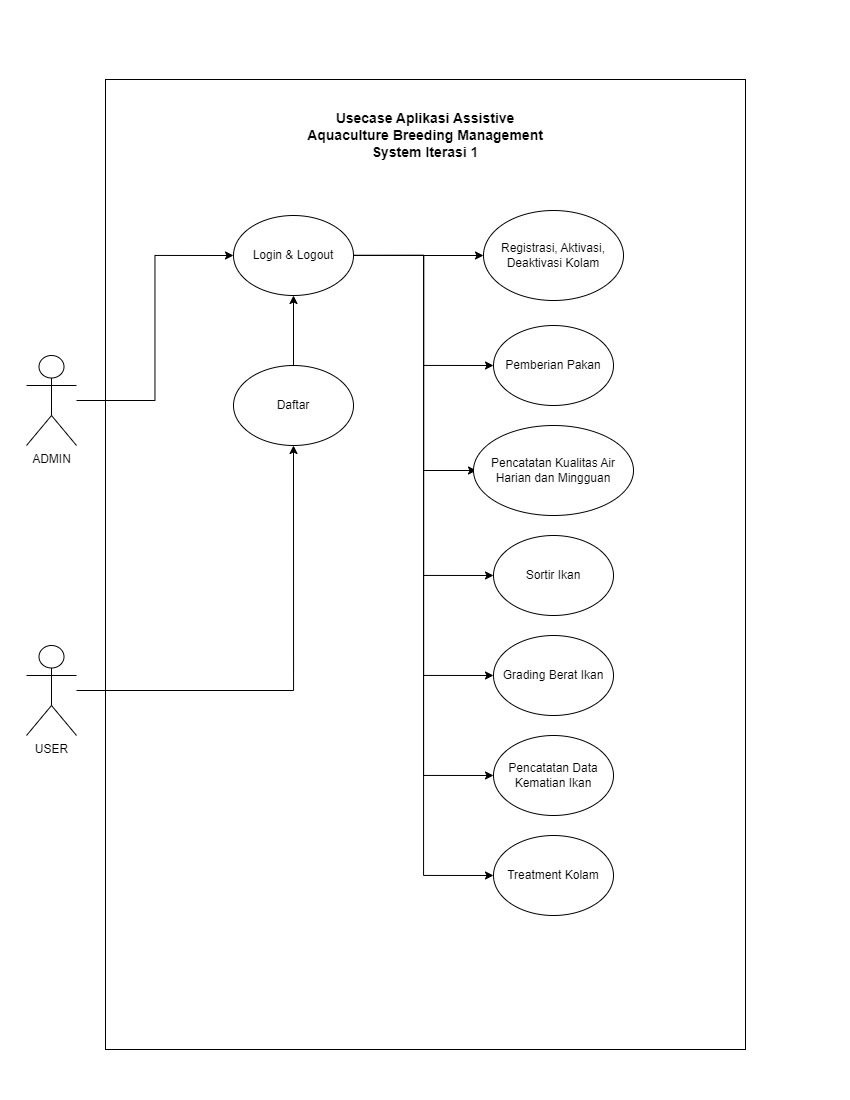 Usecase Aplikasi Assistive
Aquaculture Breeding Management
System Iterasi 1
Login & Logout
Registrasi, Aktivasi,
Deaktivasi Kolam
Pemberian Pakan
Daftar
ADMIN
Pencatatan Kualitas Air
Harian dan Mingguan
Sortir Ikan
Grading Berat Ikan
USER
Pencatatan Data
Kematian Ikan
Treatment Kolam